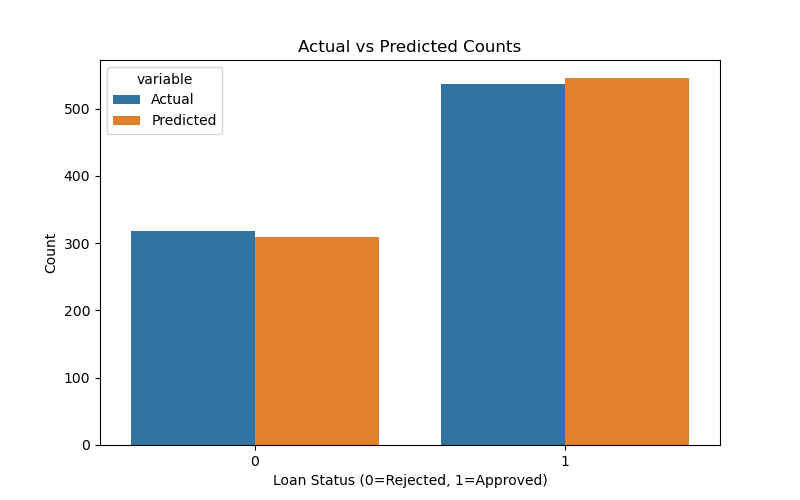 Actual vs Predicted Counts
variable
Actual
Predicted
500
400
300
200
100
0
Count
0
1
Loan Status (0=Rejected, 1=Approved)